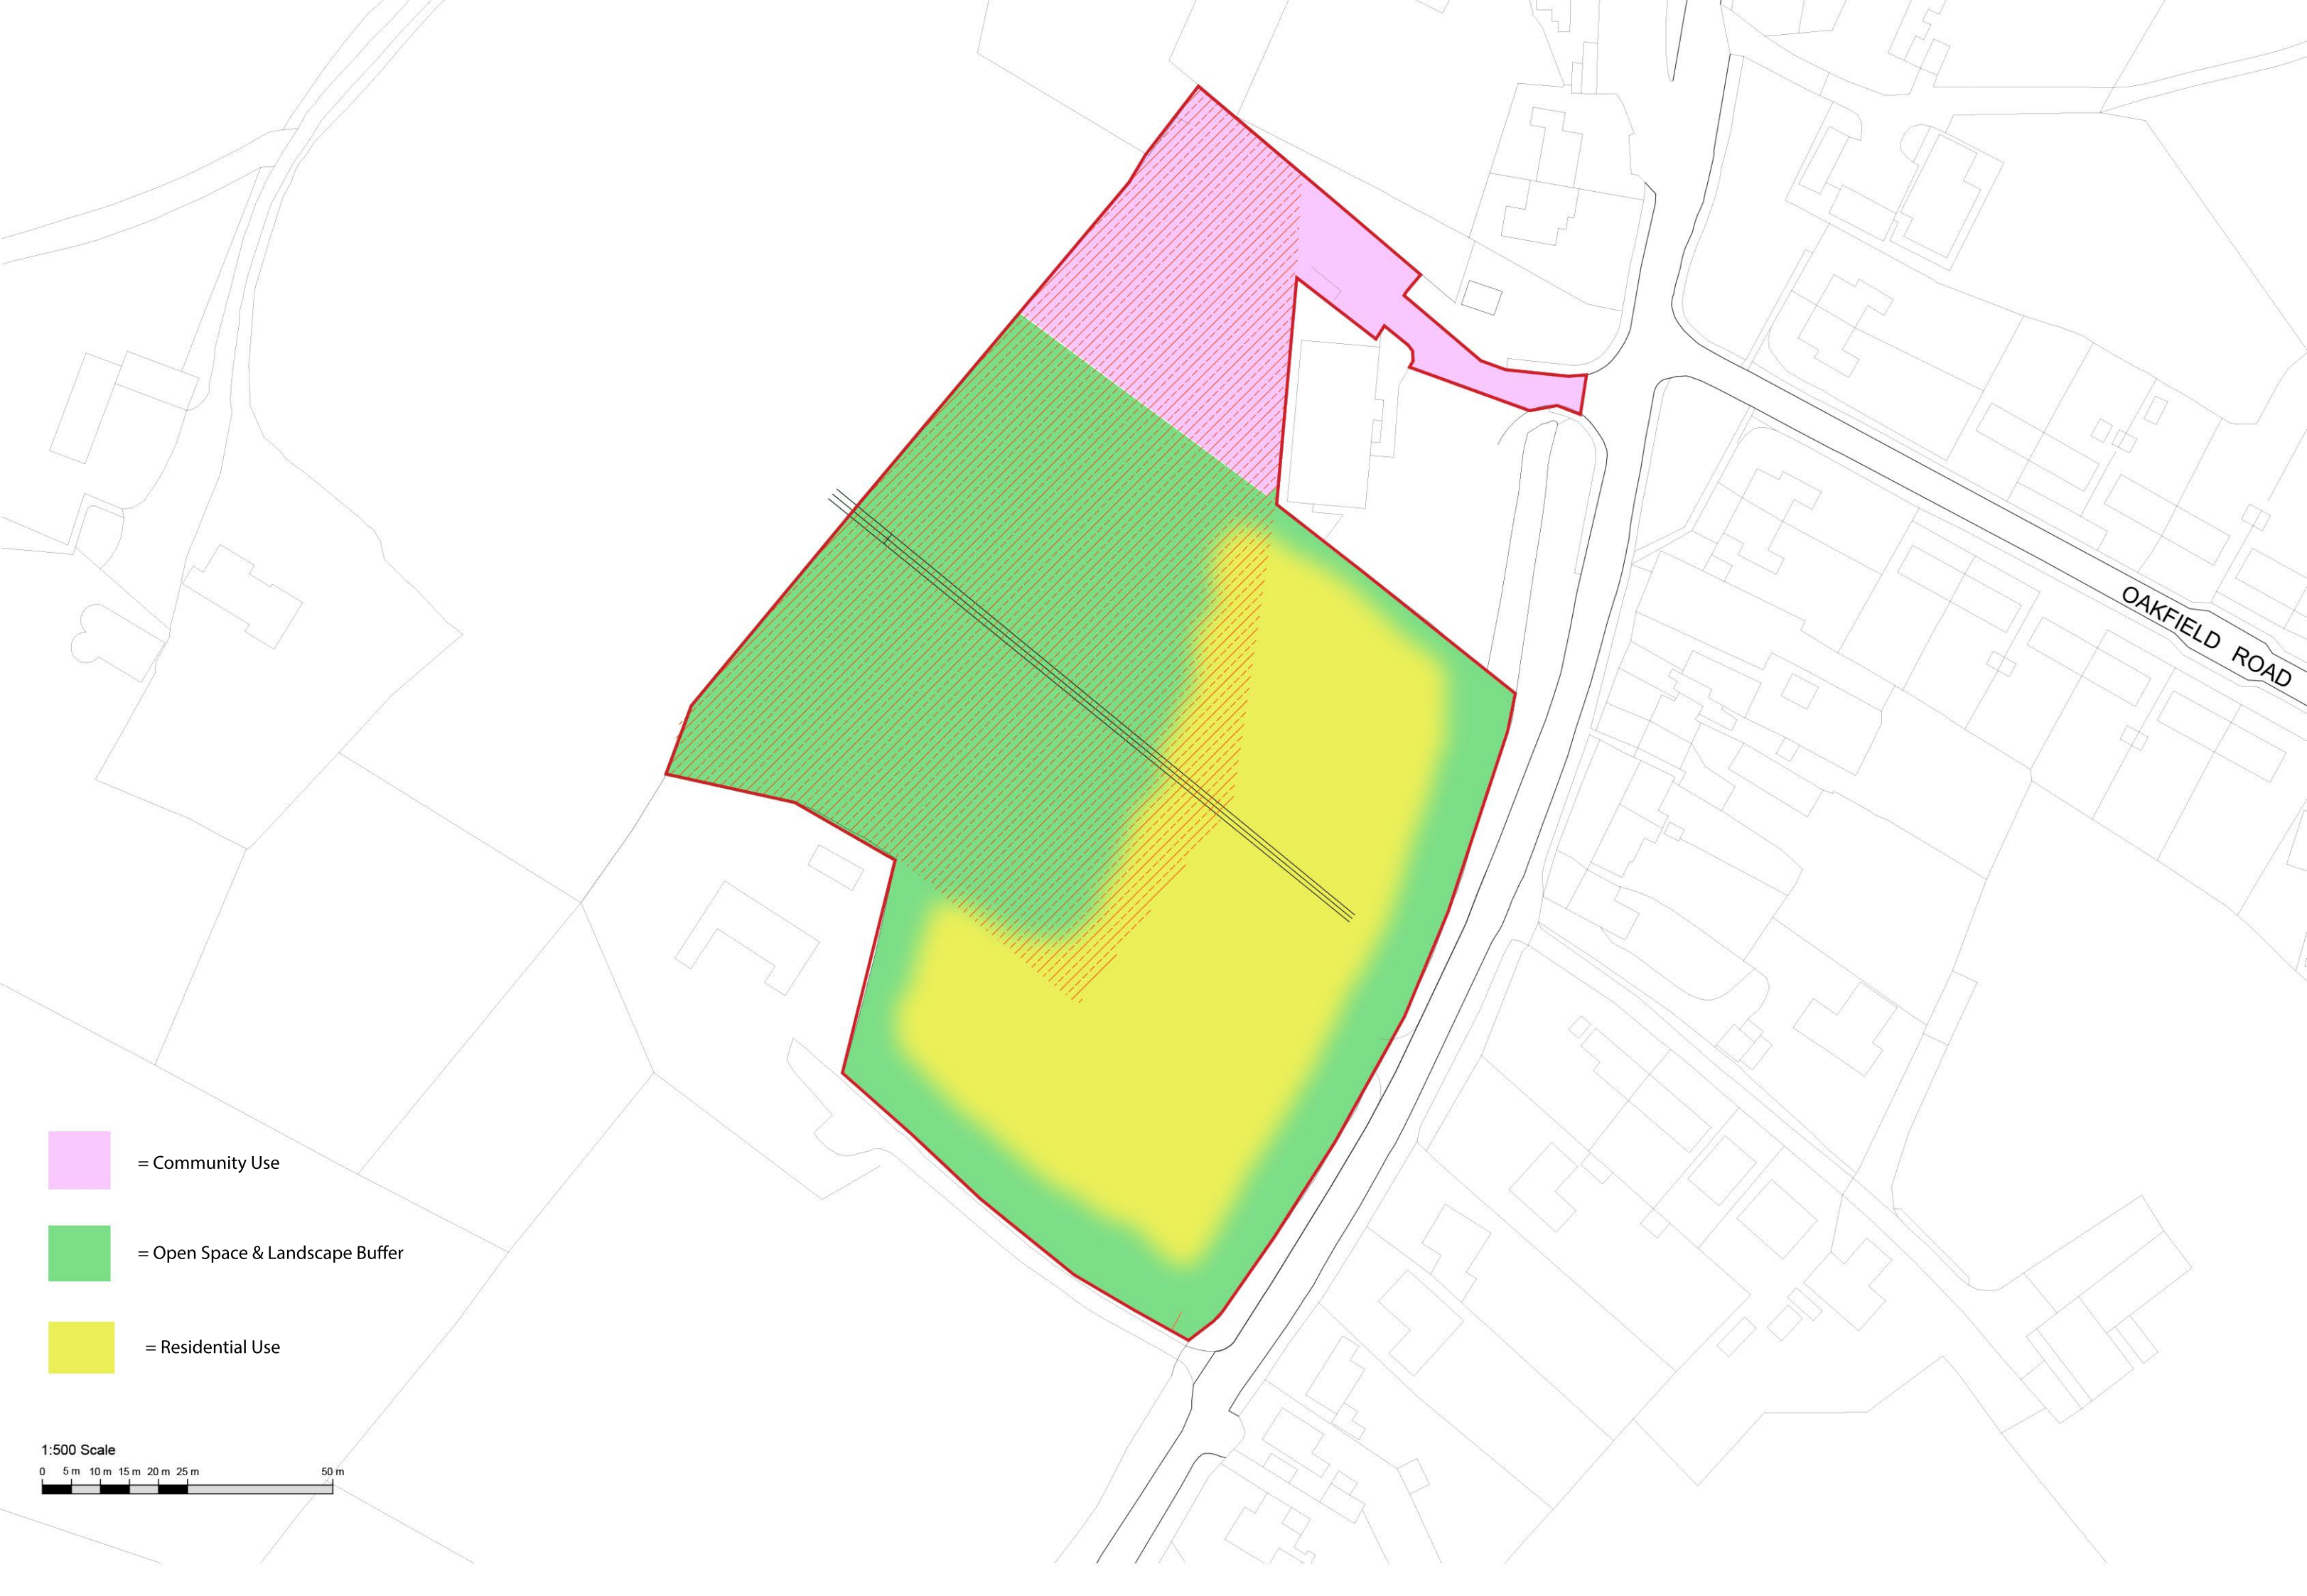 OAKFIELD ROAD
= Community Use
= Open Space & Landscape Buffer
= Residential Use
1:500 Scale
0 5 m 10 m 15 m 20 m 25 m 50 m